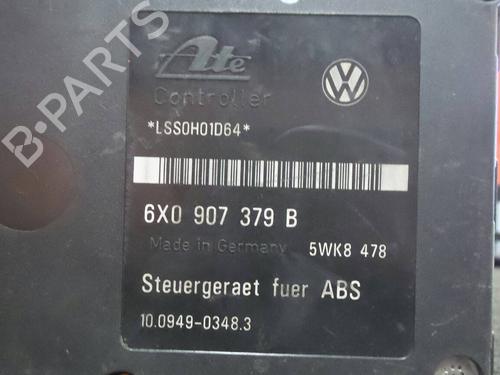 Ate
Controller
*LSS0H01D64*
6X0 907 379 B
Made in Germany 5WK8 478
Steuergeraet fuer ABS
10.0949-0348.3
B-PARTS